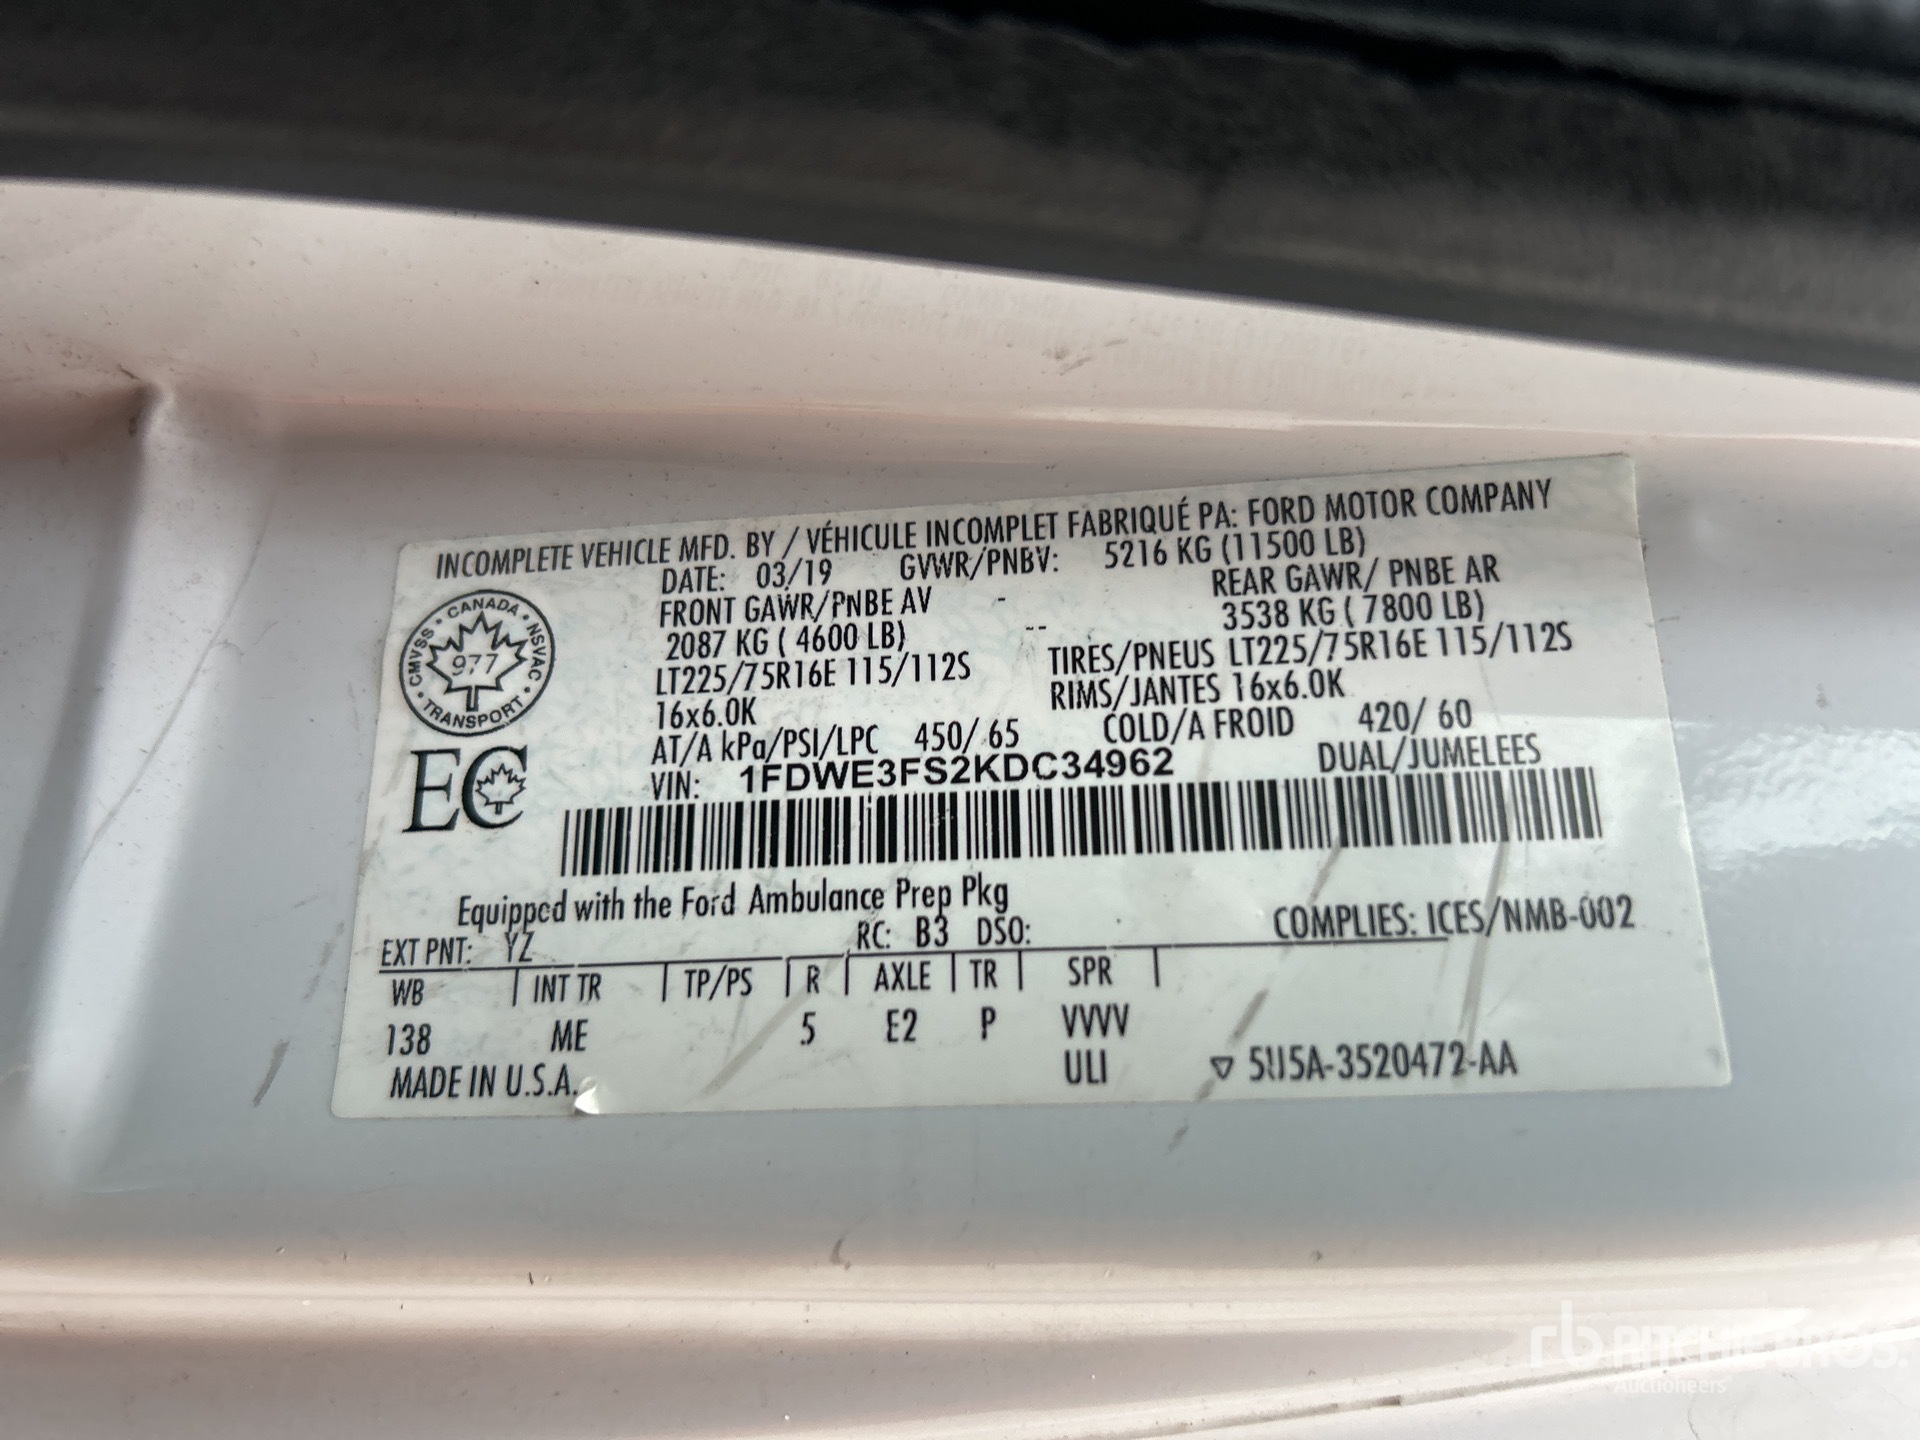 INCOMPLETE VEHICLE MFD. BY / VÉHICULE INCOMPLET FABRIQUÉ PA: FORD MOTOR COMPANY
DATE: 03/19 GVWR/PNBV: 5216 KG (11500 LB)
FRONT GAWR/PNBE AV - REAR GAWR/ PNBE AR
2087 KG ( 4600 LB) -- 3538 KG ( 7800 LB)
LT225/75R16E 115/112S TIRES/PNEUS LT225/75R16E 115/112S
16x6.0K RIMS/JANTES 16x6.0K
AT/A kPa/PSI/LPC 450/ 65 COLD/A FROID 420/ 60
VIN: 1FDWE3FS2KDC34962 DUAL/JUMELEES
CANADA
CMVSS
NSVAC
977
TRANSPORT
EC
Equipped with the Ford Ambulance Prep Pkg
COMPLIES: ICES/NMB-002
EXT PNT: YZ RC: B3 DSO:
WB | INT TR | TP/PS | R | AXLE | TR | SPR |
138 ME 5 E2 P VVVV
MADE IN U.S.A. ULI ▽ 5U5A-3520472-AA
rb RITCHIE BROS.
Auctioneers